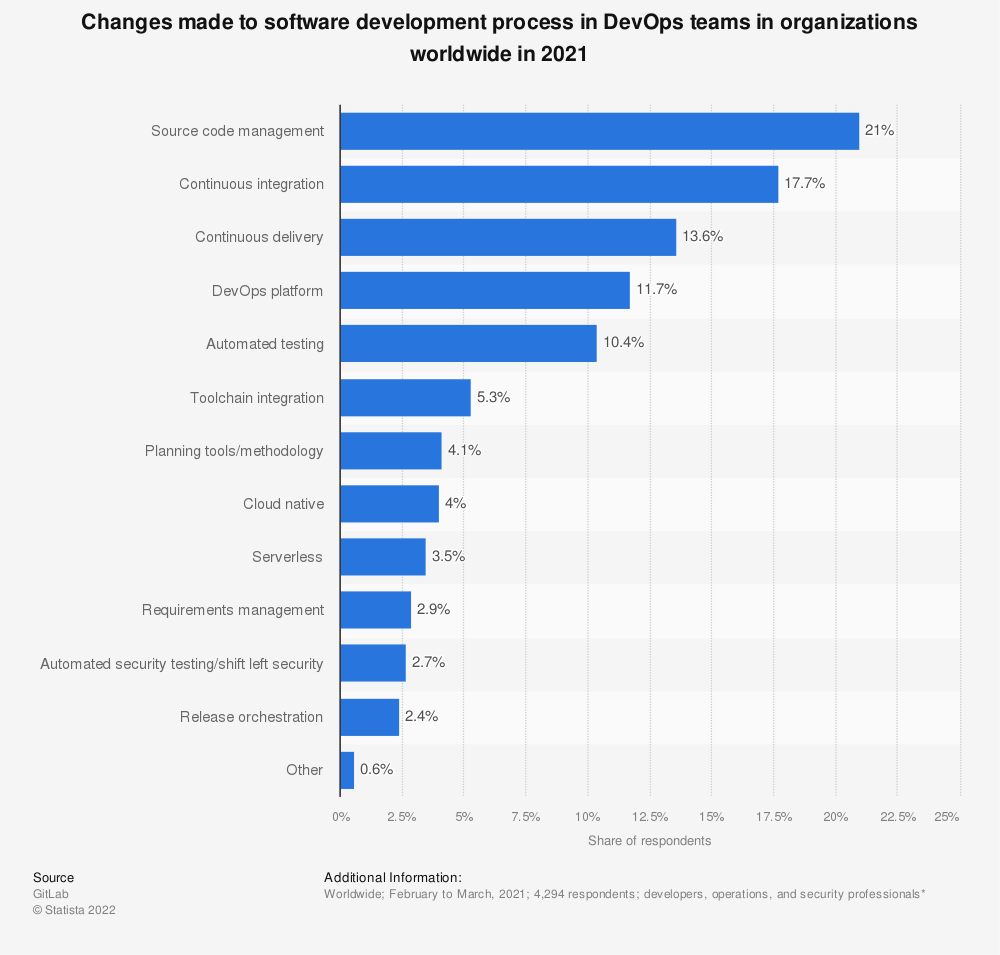 Changes made to software development process in DevOps teams in organizations
worldwide in 2021
Source code management 21%
Continuous integration 17.7%
Continuous delivery 13.6%
DevOps platform 11.7%
Automated testing 10.4%
Toolchain integration 5.3%
Planning tools/methodology 4.1%
Cloud native 4%
Serverless 3.5%
Requirements management 2.9%
Automated security testing/shift left security 2.7%
Release orchestration 2.4%
Other 0.6%
0% 2.5% 5% 7.5% 10% 12.5% 15% 17.5% 20% 22.5% 25%
Share of respondents
Source
GitLab
© Statista 2022
Additional Information:
Worldwide; February to March, 2021; 4,294 respondents; developers, operations, and security professionals*